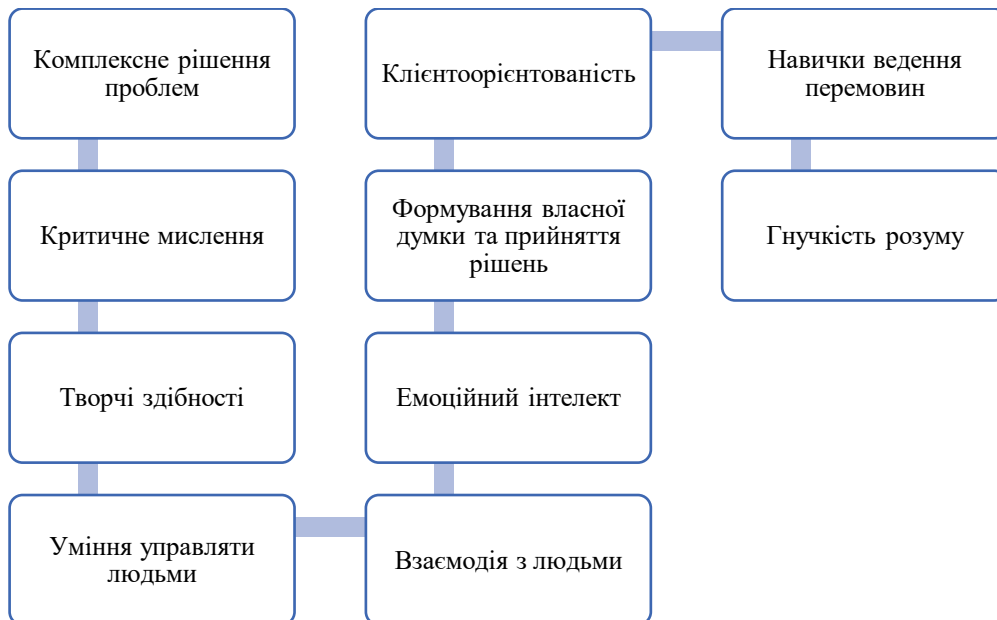 Комплексне рішення
проблем
Критичне мислення
Творчі здібності
Уміння управляти
людьми
Взаємодія з людьми
Емоційний інтелект
Формування власної
думки та прийняття
рішень
Клієнтоорієнтованість
Навички ведення
перемовин
Гнучкість розуму